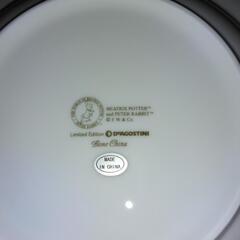 BEATRIX POTTER™
and PETER RABBIT™
© F. W. & Co.
Limited Edition DeAGOSTINI
Bone China
MADE
IN CHINA